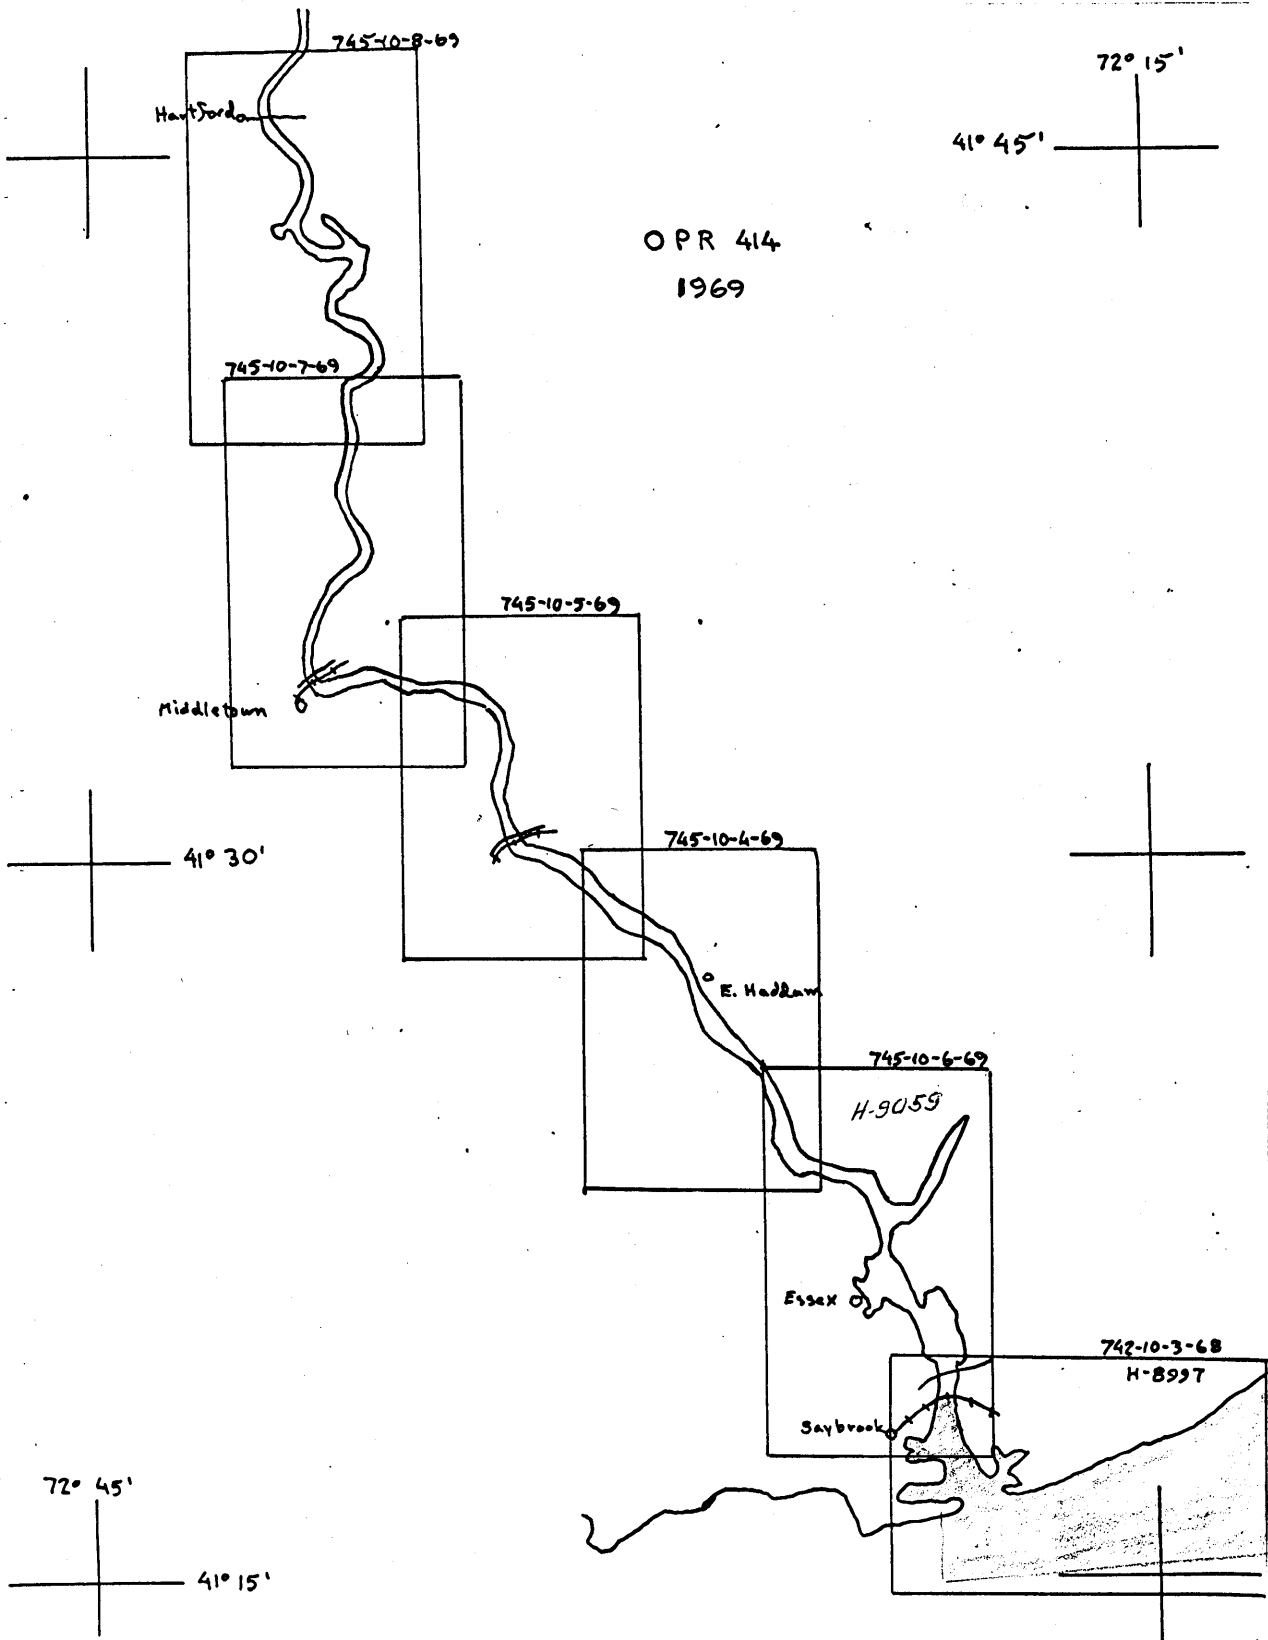 745-10-8-69
72° 15'
Hartford
41° 45'
OPR 414
1969
745-10-7-69
745-10-5-69
Middletown
745-10-4-69
41° 30'
E. Haddam
745-10-6-69
H-9059
Essex
742-10-3-68
H-8997
Saybrook
72° 45'
41° 15'